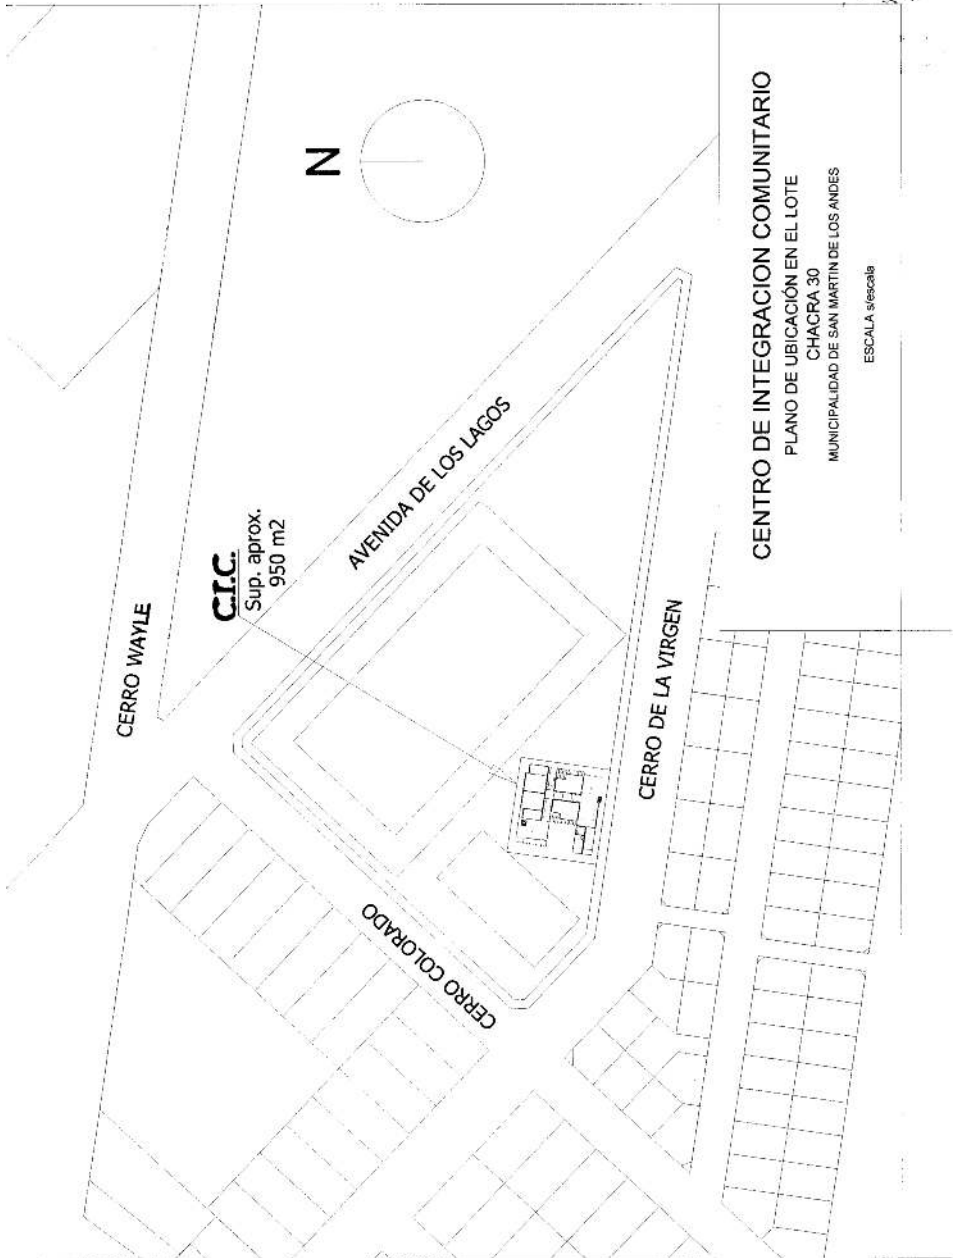 N
CERRO WAYLE
C.I.C.
Sup. aprox.
950 m2
AVENIDA DE LOS LAGOS
CERRO COLORADO
CERRO DE LA VIRGEN
CENTRO DE INTEGRACION COMUNITARIO
PLANO DE UBICACIÓN EN EL LOTE
CHACRA 30
MUNICIPALIDAD DE SAN MARTIN DE LOS ANDES
ESCALA s/escala